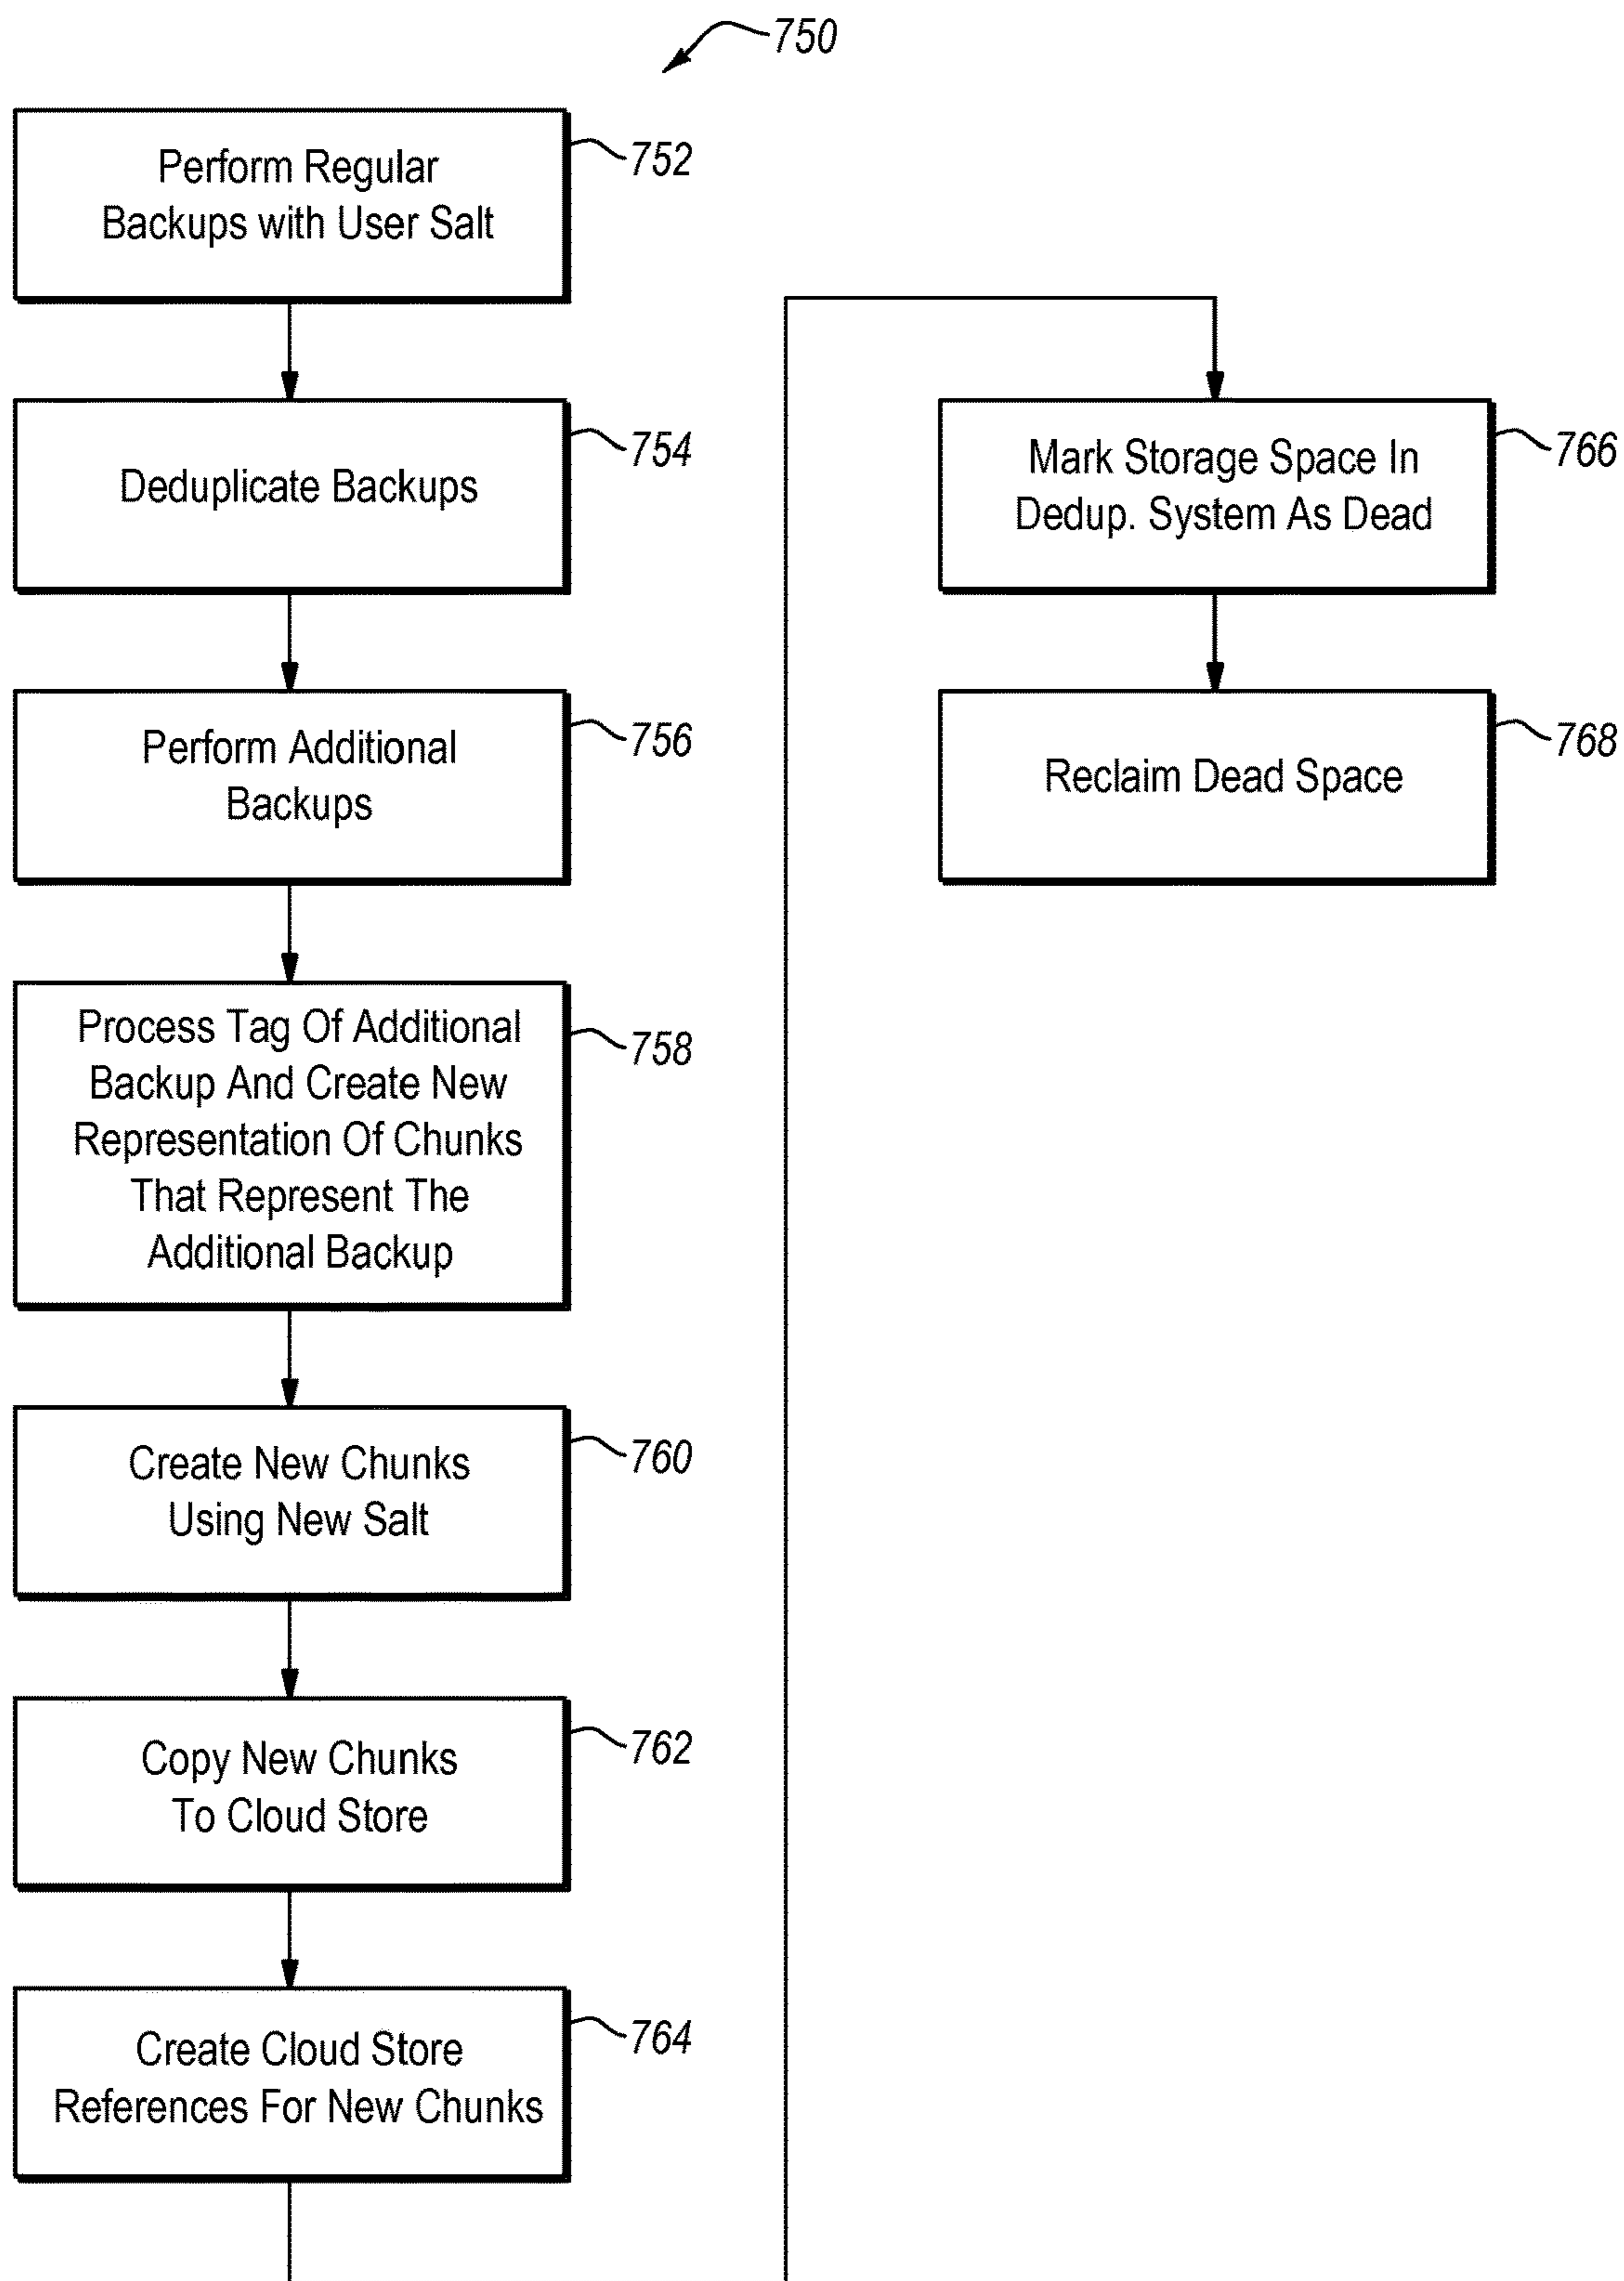 750
Perform Regular
Backups with User Salt
752
Deduplicate Backups
754
Perform Additional
Backups
756
Process Tag Of Additional
Backup And Create New
Representation Of Chunks
That Represent The
Additional Backup
758
Create New Chunks
Using New Salt
760
Copy New Chunks
To Cloud Store
762
Create Cloud Store
References For New Chunks
764
Mark Storage Space In
Dedup. System As Dead
766
Reclaim Dead Space
768